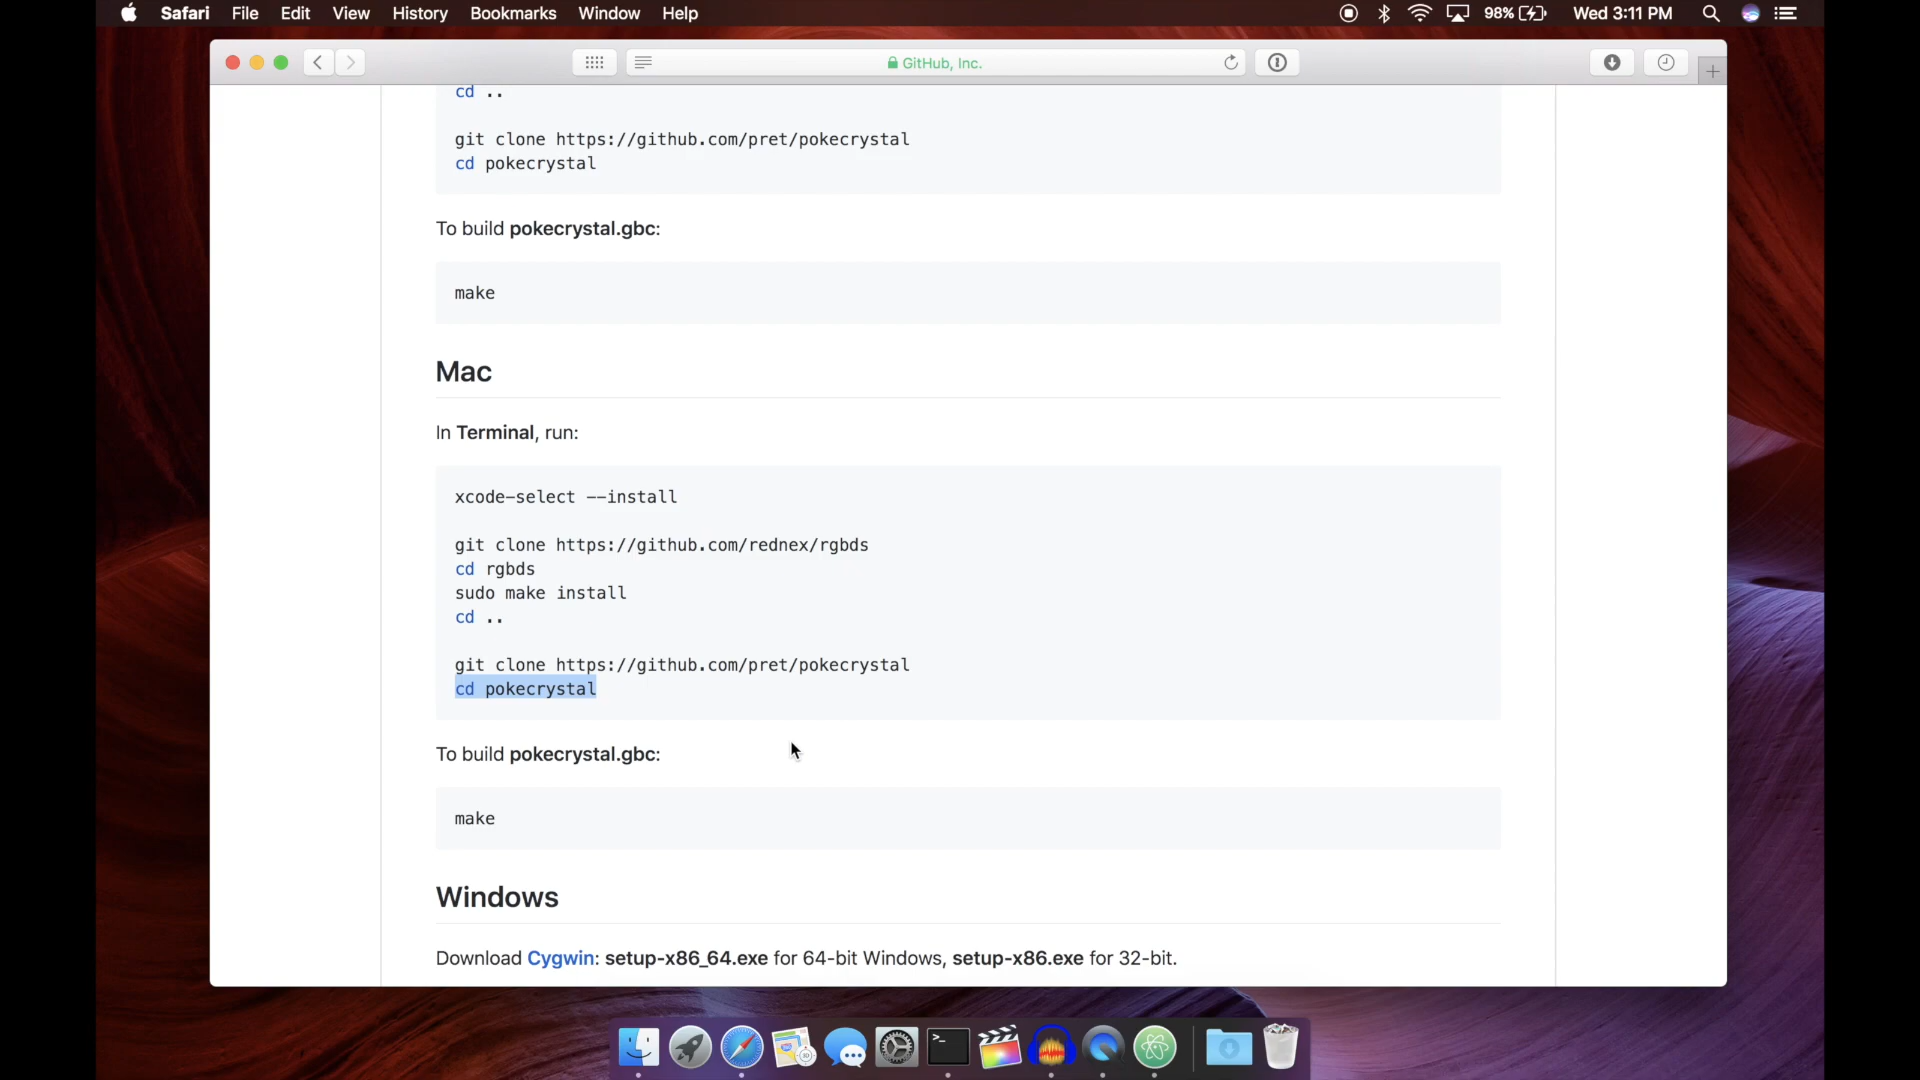 Safari File Edit View History Bookmarks Window Help 98% Wed 3:11 PM
GitHub, Inc.
cd ..
git clone https://github.com/pret/pokecrystal
cd pokecrystal
To build pokecrystal.gbc:
make
Mac
In Terminal, run:
xcode-select --install
git clone https://github.com/rednex/rgbds
cd rgbds
sudo make install
cd ..
git clone https://github.com/pret/pokecrystal
cd pokecrystal
To build pokecrystal.gbc:
make
Windows
Download Cygwin: setup-x86_64.exe for 64-bit Windows, setup-x86.exe for 32-bit.